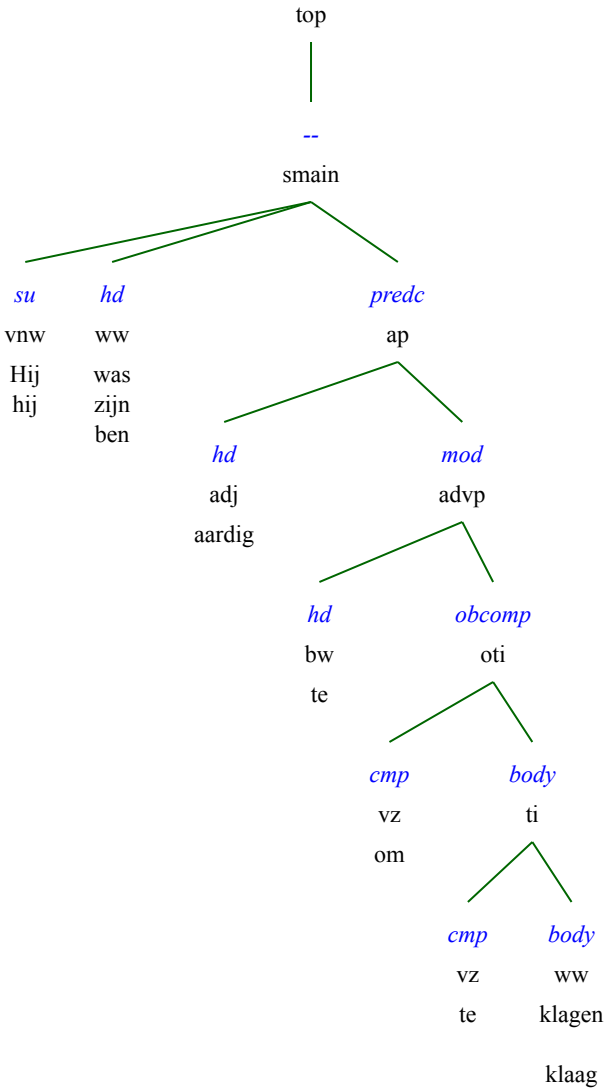 top
--
smain
su hd predc
vnw ww ap
Hij was
hij zijn
ben
hd mod
adj advp
aardig
hd obcomp
bw oti
te
cmp body
vz ti
om
cmp body
vz ww
te klagen
klaag